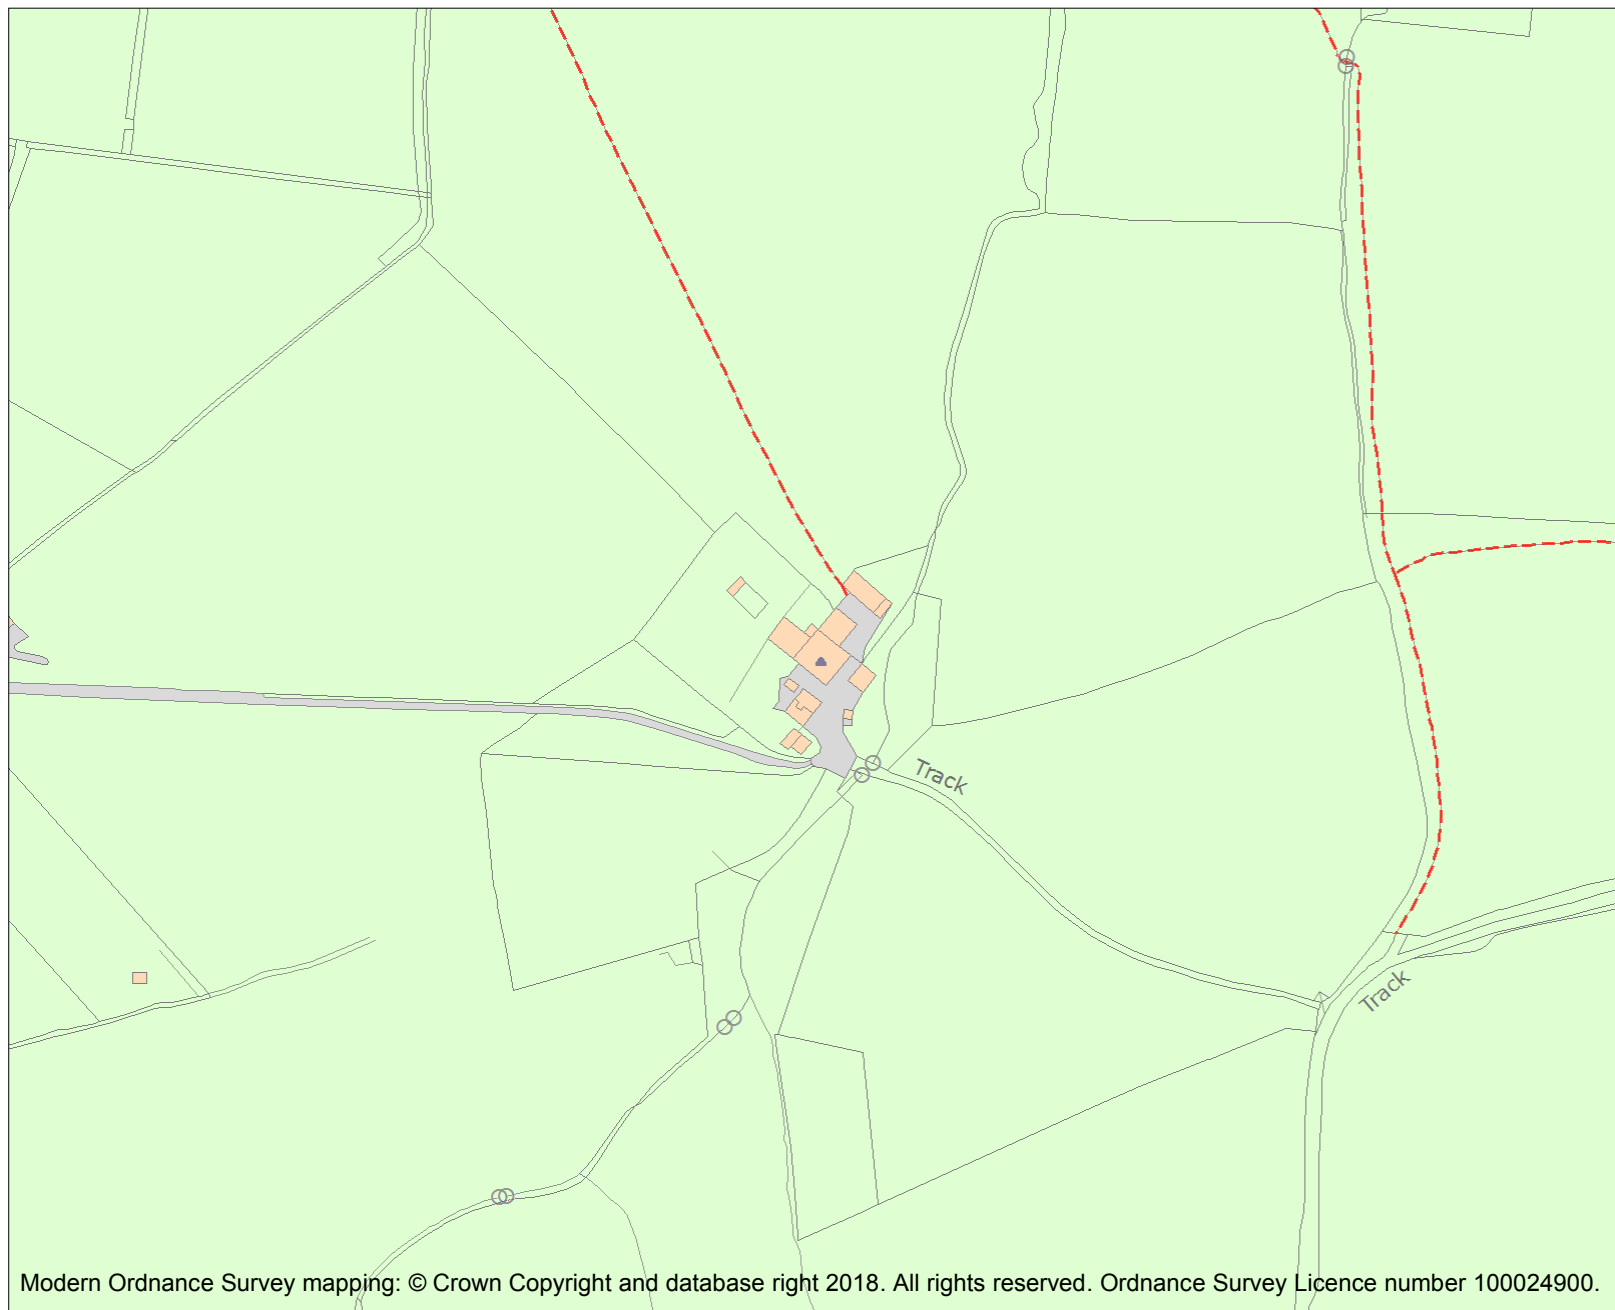 Track
Track
Modern Ordnance Survey mapping: © Crown Copyright and database right 2018. All rights reserved. Ordnance Survey Licence number 100024900.